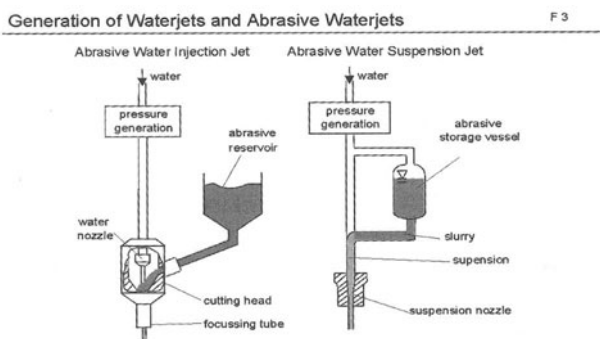 Generation of Waterjets and Abrasive Waterjets
F 3
Abrasive Water Injection Jet
Abrasive Water Suspension Jet
water
pressure
generation
abrasive
reservoir
water
nozzle
cutting head
focussing tube
water
pressure
generation
abrasive
storage vessel
slurry
supension
suspension nozzle